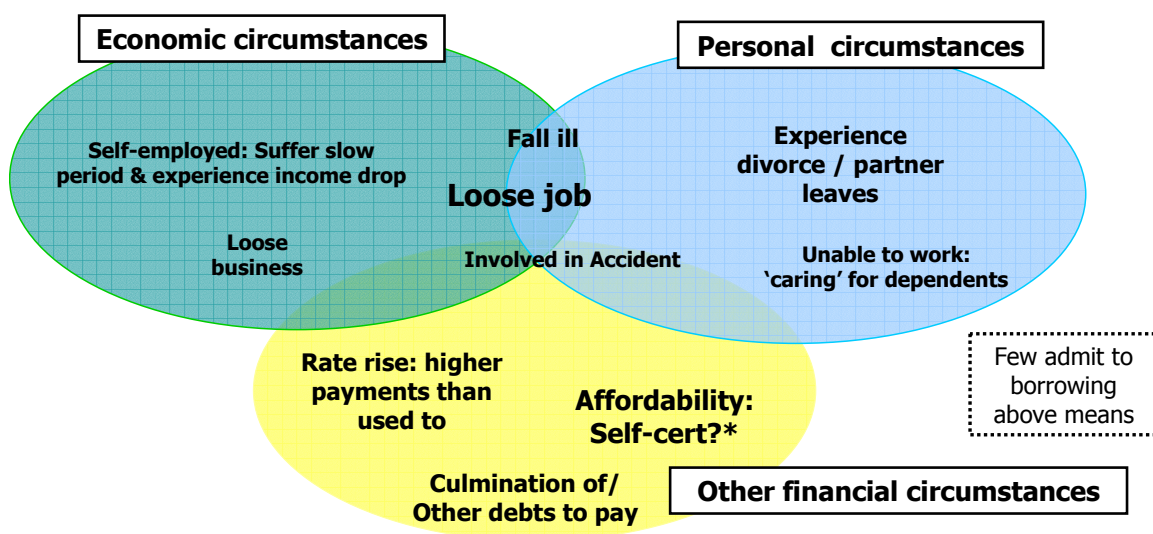 Economic circumstances
Personal  circumstances
Fall ill
Self-employed: Suffer slow
period & experience income drop
Experience
divorce / partner
leaves
Loose job
Loose
business
Involved in Accident
Unable to work:
‘caring’ for dependents
Rate rise: higher
payments than
used to
Affordability:
Self-cert?*
Few admit to
borrowing
above means
Culmination of/
Other debts to pay
Other financial circumstances